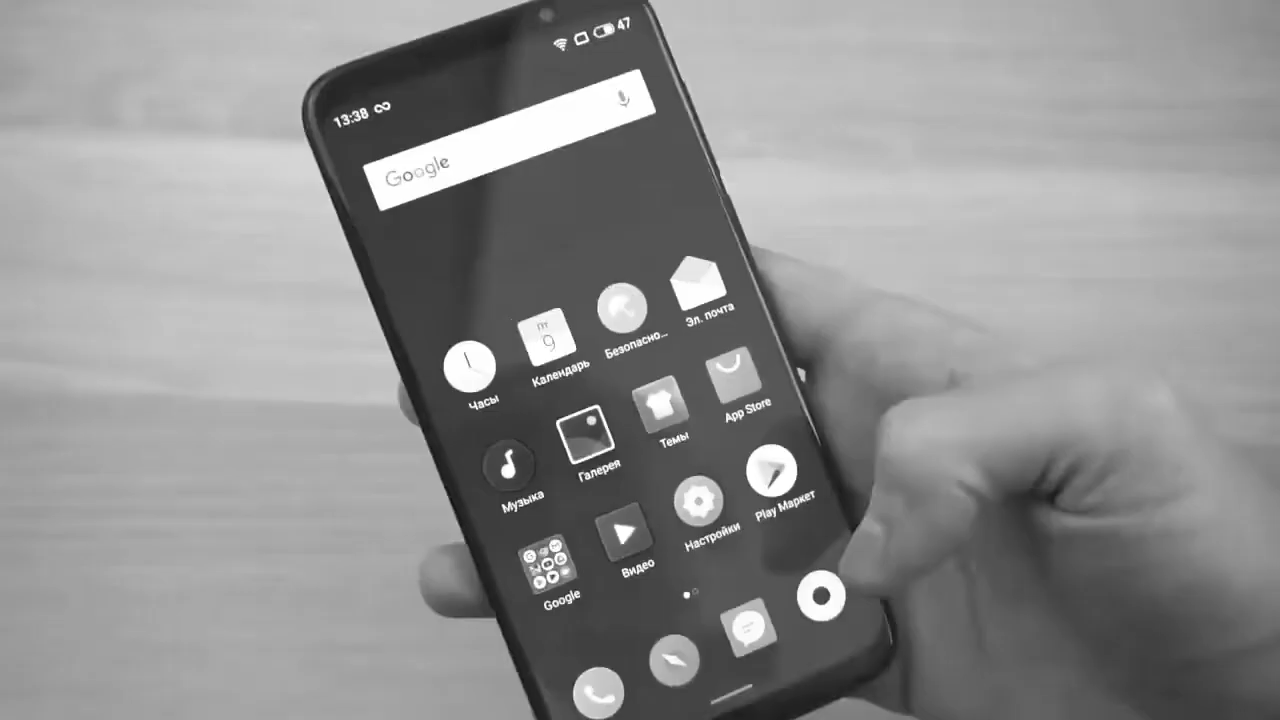 13:38
47
Google
ПТ
9
Часы
Календарь
Безопасно...
Эл. почта
Музыка
Галерея
Темы
App Store
Google
Видео
Настройки
Play Маркет